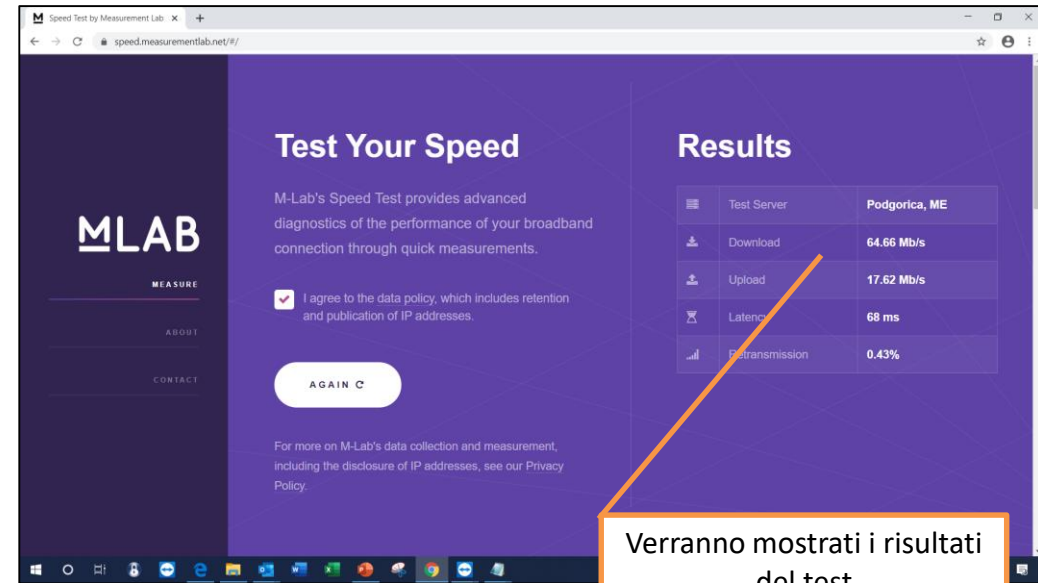 Speed Test by Measurement Lab
speed.measurementlab.net/#/
MLAB
MEASURE
ABOUT
CONTACT
Test Your Speed
M-Lab's Speed Test provides advanced
diagnostics of the performance of your broadband
connection through quick measurements.
I agree to the data policy, which includes retention
and publication of IP addresses.
AGAIN
For more on M-Lab's data collection and measurement,
including the disclosure of IP addresses, see our Privacy
Policy.
Results
Test Server Podgorica, ME
Download 64.66 Mb/s
Upload 17.62 Mb/s
Latency 68 ms
Retransmission 0.43%
Verranno mostrati i risultati
del test